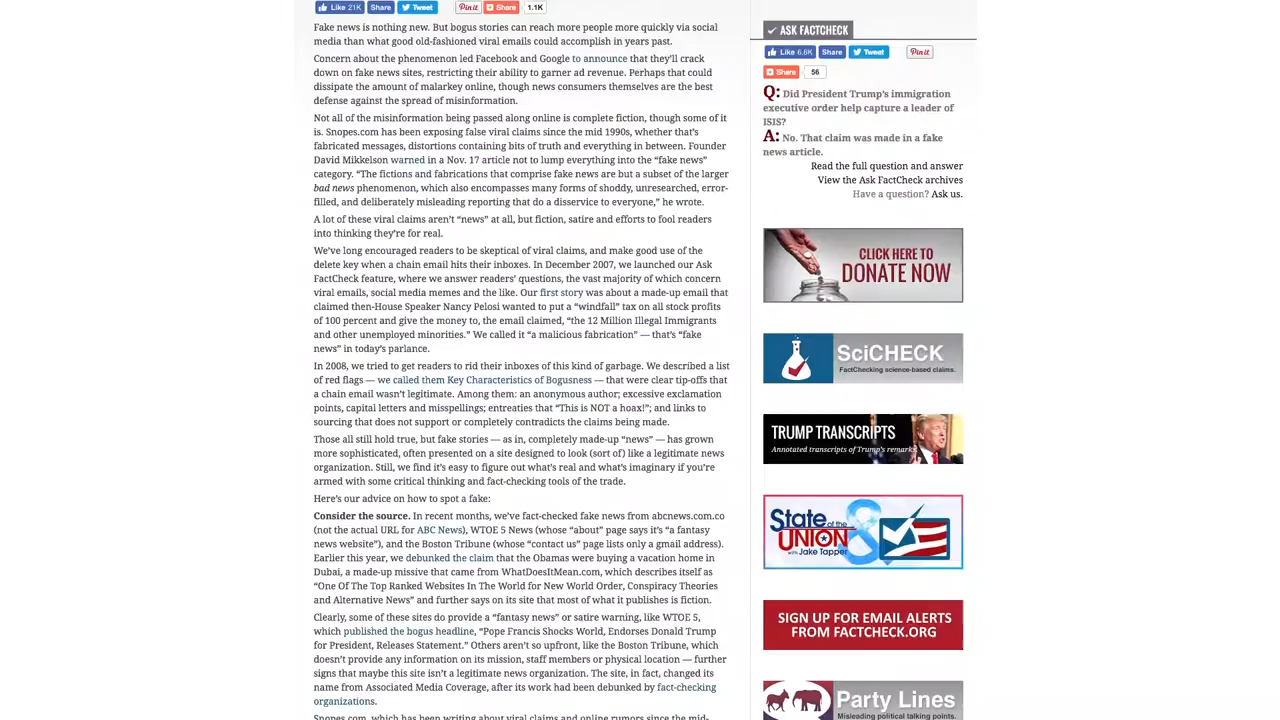 Like 21K Share Tweet Pin it Share 1.1K
Fake news is nothing new. But bogus stories can reach more people more quickly via social
media than what good old-fashioned viral emails could accomplish in years past.
Concern about the phenomenon led Facebook and Google to announce that they'll crack
down on fake news sites, restricting their ability to garner ad revenue. Perhaps that could
dissipate the amount of malarkey online, though news consumers themselves are the best
defense against the spread of misinformation.
Not all of the misinformation being passed along online is complete fiction, though some of it
is. Snopes.com has been exposing false viral claims since the mid 1990s, whether that's
fabricated messages, distortions containing bits of truth and everything in between. Founder
David Mikkelson warned in a Nov. 17 article not to lump everything into the “fake news”
category. “The fictions and fabrications that comprise fake news are but a subset of the larger
bad news phenomenon, which also encompasses many forms of shoddy, unresearched, error-
filled, and deliberately misleading reporting that do a disservice to everyone,” he wrote.
A lot of these viral claims aren't “news” at all, but fiction, satire and efforts to fool readers
into thinking they're for real.
We've long encouraged readers to be skeptical of viral claims, and make good use of the
delete key when a chain email hits their inboxes. In December 2007, we launched our Ask
FactCheck feature, where we answer readers' questions, the vast majority of which concern
viral emails, social media memes and the like. Our first story was about a made-up email that
claimed then-House Speaker Nancy Pelosi wanted to put a “windfall” tax on all stock profits
of 100 percent and give the money to, the email claimed, “the 12 Million Illegal Immigrants
and other unemployed minorities.” We called it “a malicious fabrication” — that's “fake
news” in today's parlance.
In 2008, we tried to get readers to rid their inboxes of this kind of garbage. We described a list
of red flags — we called them Key Characteristics of Bogusness — that were clear tip-offs that
a chain email wasn't legitimate. Among them: an anonymous author; excessive exclamation
points, capital letters and misspellings; entreaties that “This is NOT a hoax!”; and links to
sourcing that does not support or completely contradicts the claims being made.
Those all still hold true, but fake stories — as in, completely made-up “news” — has grown
more sophisticated, often presented on a site designed to look (sort of) like a legitimate news
organization. Still, we find it's easy to figure out what's real and what's imaginary if you're
armed with some critical thinking and fact-checking tools of the trade.
Here's our advice on how to spot a fake:
Consider the source. In recent months, we've fact-checked fake news from abcnews.com.co
(not the actual URL for ABC News), WTOE 5 News (whose “about” page says it's “a fantasy
news website”), and the Boston Tribune (whose “contact us” page lists only a gmail address).
Earlier this year, we debunked the claim that the Obamas were buying a vacation home in
Dubai, a made-up missive that came from WhatDoesItMean.com, which describes itself as
“One Of The Top Ranked Websites In The World for New World Order, Conspiracy Theories
and Alternative News” and further says on its site that most of what it publishes is fiction.
Clearly, some of these sites do provide a “fantasy news” or satire warning, like WTOE 5,
which published the bogus headline, “Pope Francis Shocks World, Endorses Donald Trump
for President, Releases Statement.” Others aren't so upfront, like the Boston Tribune, which
doesn't provide any information on its mission, staff members or physical location — further
signs that maybe this site isn't a legitimate news organization. The site, in fact, changed its
name from Associated Media Coverage, after its work had been debunked by fact-checking
organizations.
Snopes.com, which has been writing about viral claims and online rumors since the mid-
ASK FACTCHECK
Like 6.6K Share Tweet Pin it
Share 56
Q: Did President Trump's immigration
executive order help capture a leader of
ISIS?
A: No. That claim was made in a fake
news article.
Read the full question and answer
View the Ask FactCheck archives
Have a question? Ask us.
CLICK HERE TO
DONATE NOW
SciCHECK
FactChecking science-based claims.
TRUMP TRANSCRIPTS
Annotated transcripts of Trump's remarks
State of the
UNION
with Jake Tapper
&
SIGN UP FOR EMAIL ALERTS
FROM FACTCHECK.ORG
Party Lines
Misleading political talking points.